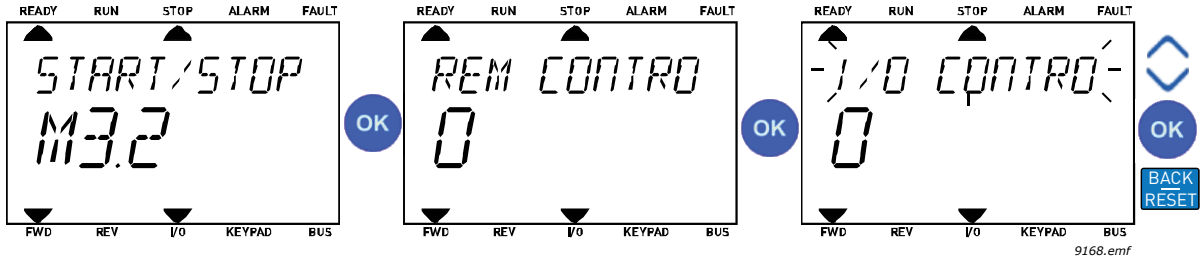 READY RUN STOP ALARM FAULT
START/STOP
M3.2
FWD REV I/O KEYPAD BUS
OK
READY RUN STOP ALARM FAULT
REM CONTRO
0
FWD REV I/O KEYPAD BUS
OK
READY RUN STOP ALARM FAULT
I/O CONTRO
0
FWD REV I/O KEYPAD BUS
OK
BACK
RESET
9168.emf